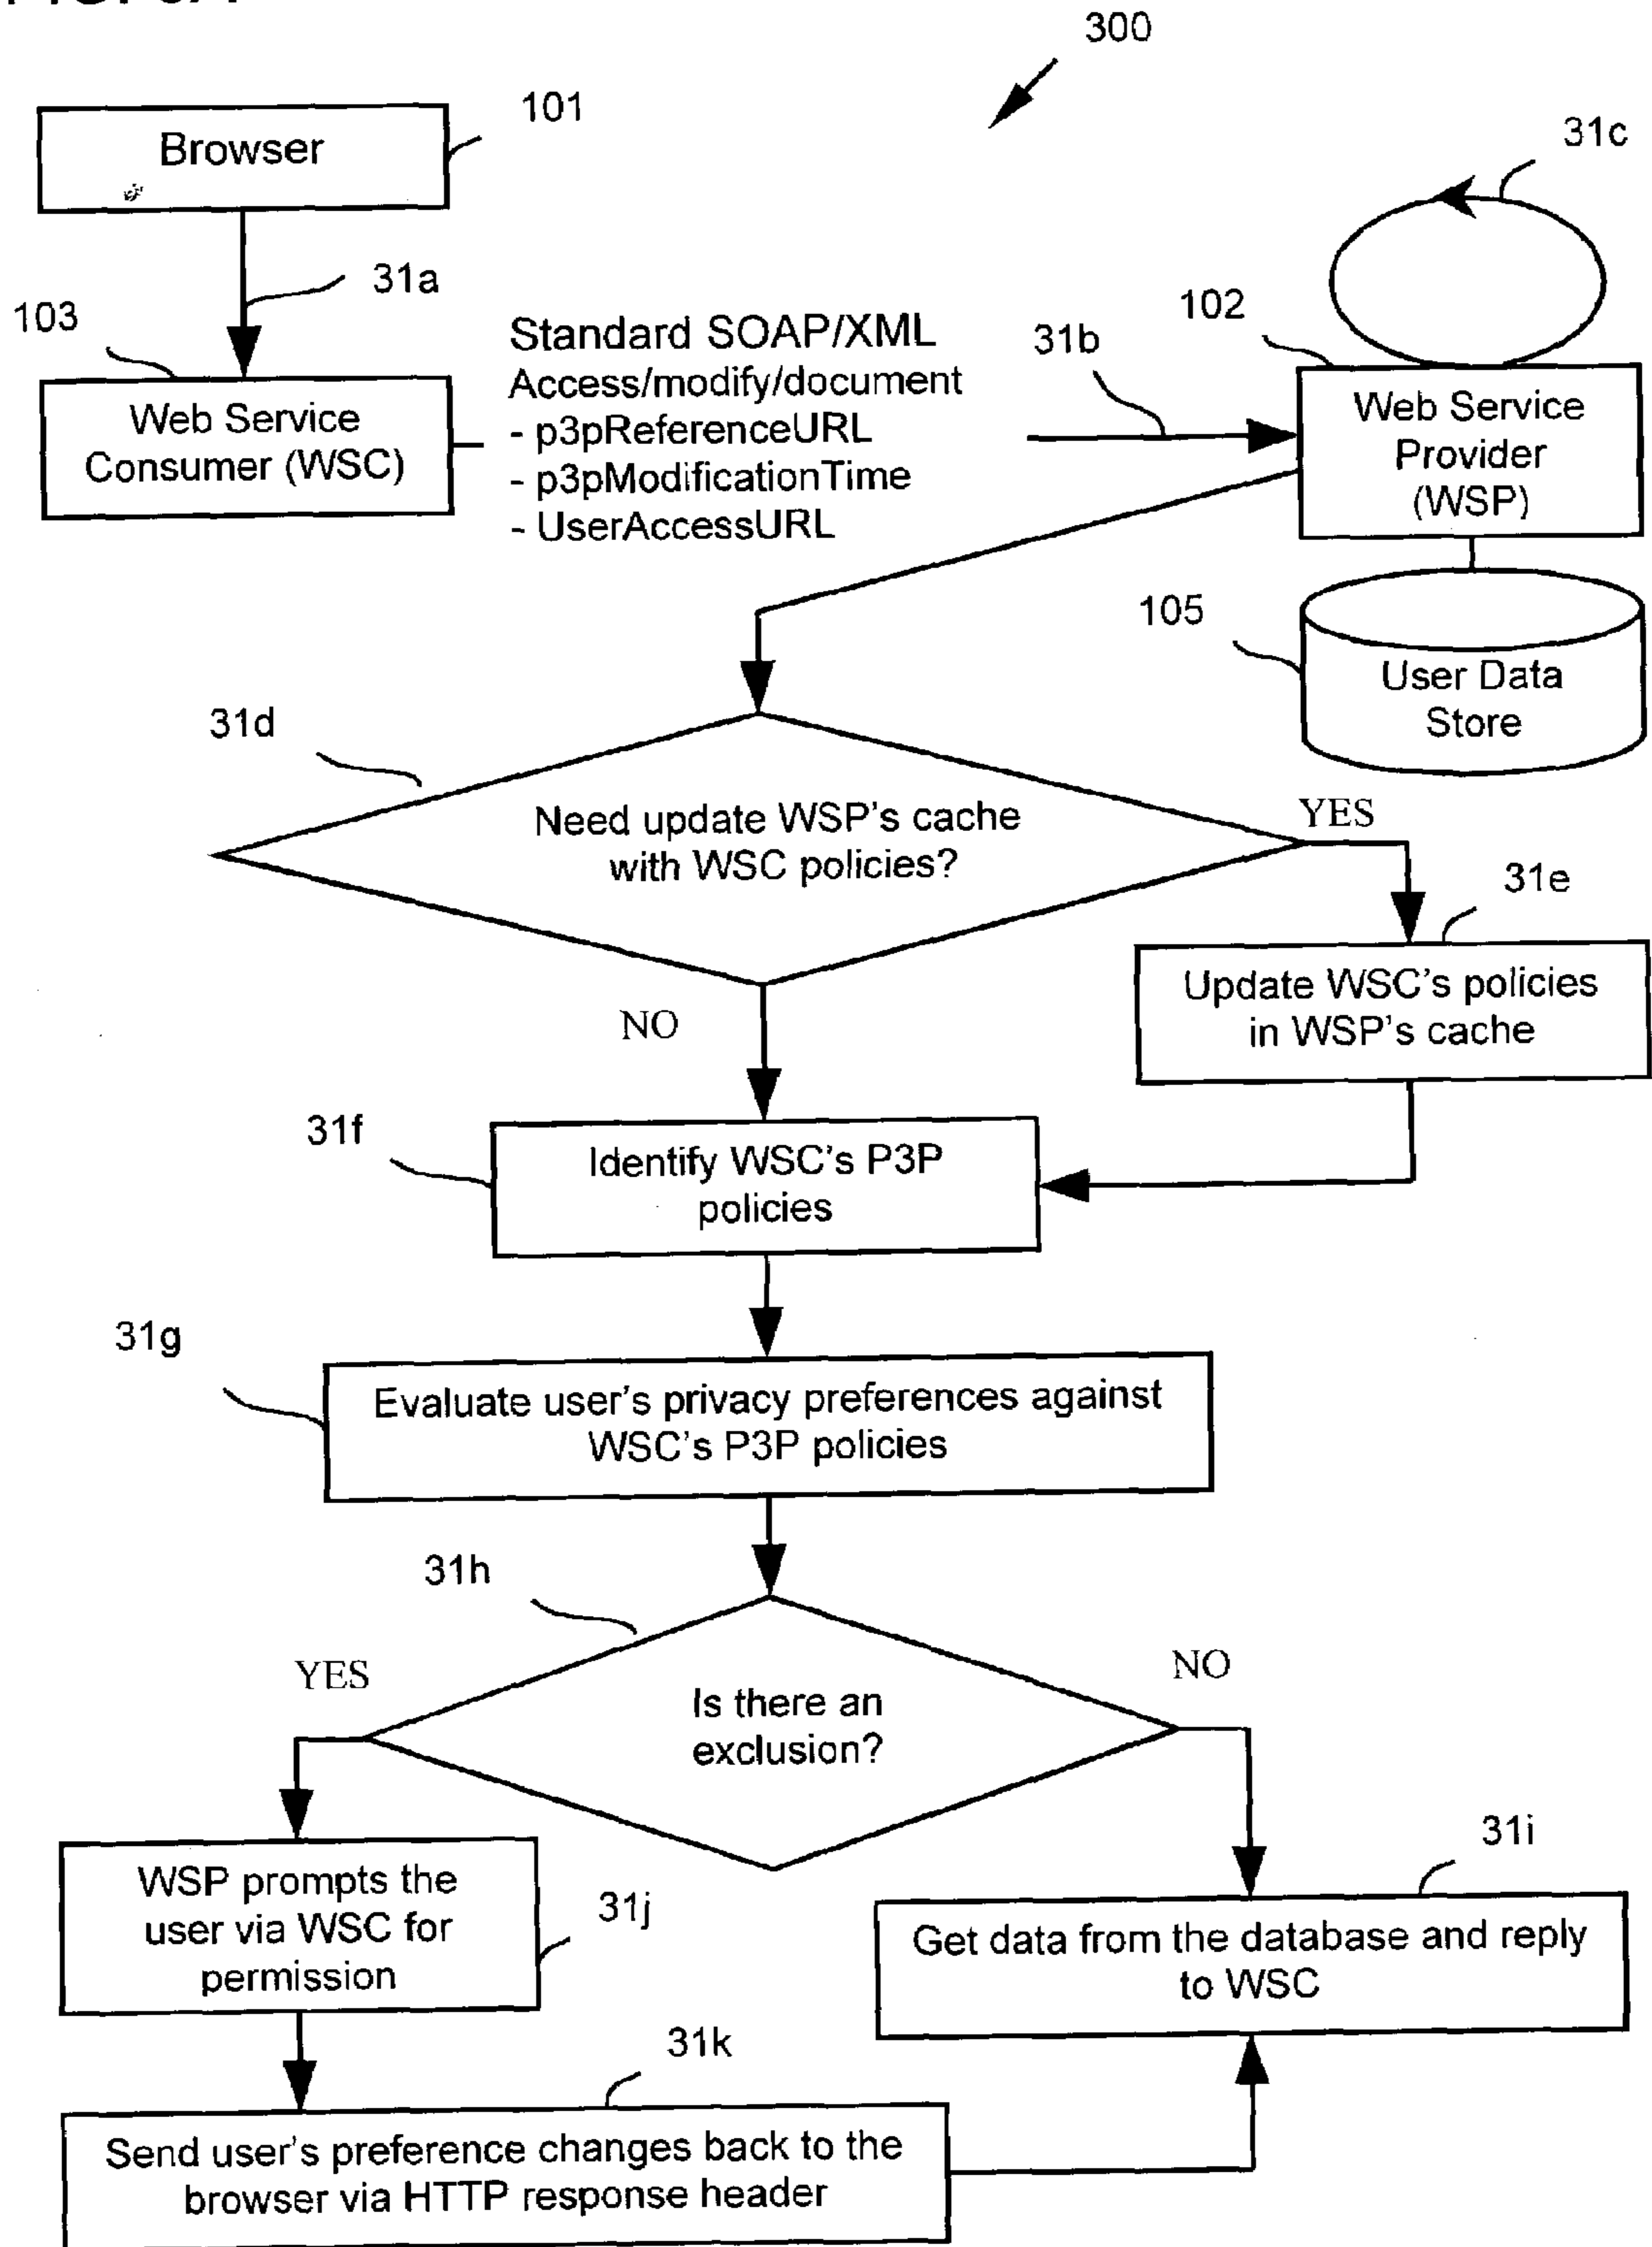 300
101
Browser
31c
31a
103
102
Standard SOAP/XML
Access/modify/document
- p3pReferenceURL
- p3pModificationTime
- UserAccessURL
31b
Web Service
Consumer (WSC)
Web Service
Provider
(WSP)
105
User Data
Store
31d
Need update WSP's cache
with WSC policies?
YES
31e
Update WSC's policies
in WSP's cache
NO
31f
Identify WSC's P3P
policies
31g
Evaluate user's privacy preferences against
WSC's P3P policies
31h
YES
NO
Is there an
exclusion?
31i
WSP prompts the
user via WSC for
permission
31j
Get data from the database and reply
to WSC
31k
Send user's preference changes back to the
browser via HTTP response header